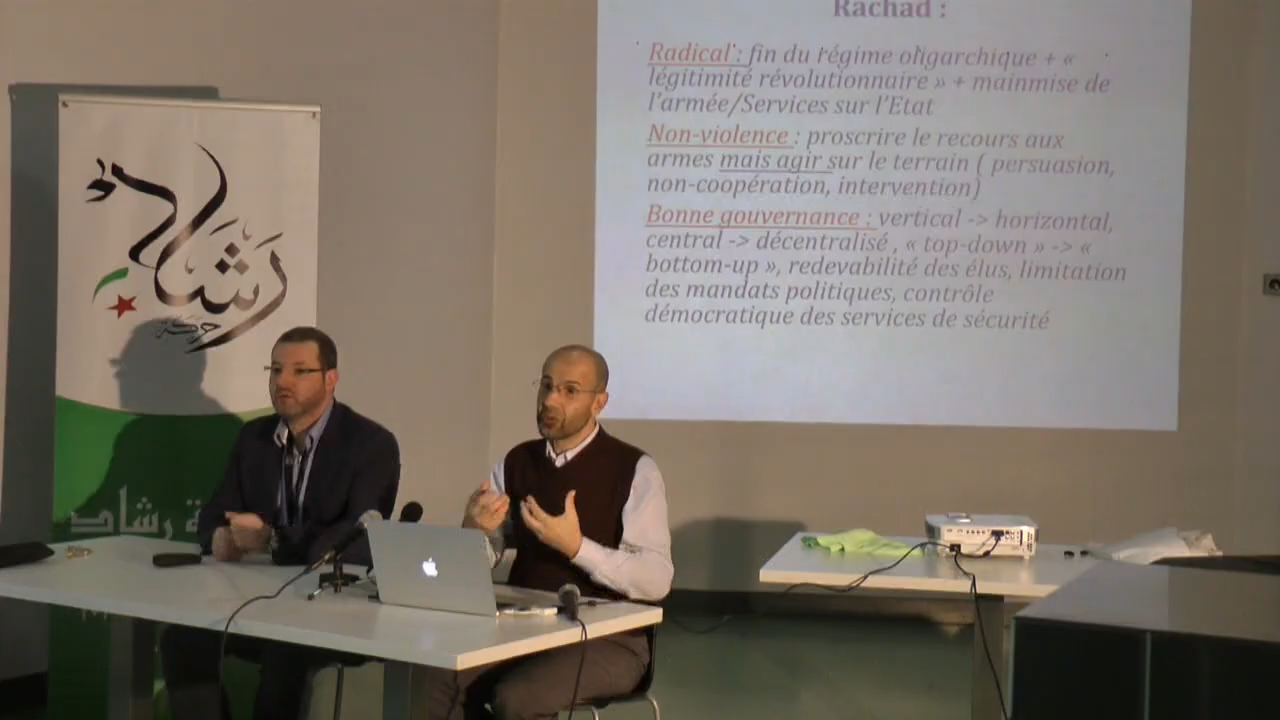 Rachad :
Radical : fin du régime oligarchique + «
légitimité révolutionnaire » + mainmise de
l'armée/Services sur l'Etat
Non-violence : proscrire le recours aux
armes mais agir sur le terrain ( persuasion,
non-coopération, intervention)
Bonne gouvernance : vertical -> horizontal,
central -> décentralisé , « top-down » -> «
bottom-up », redevabilité des élus, limitation
des mandats politiques, contrôle
démocratique des services de sécurité
رشاد
حركة
رشاد